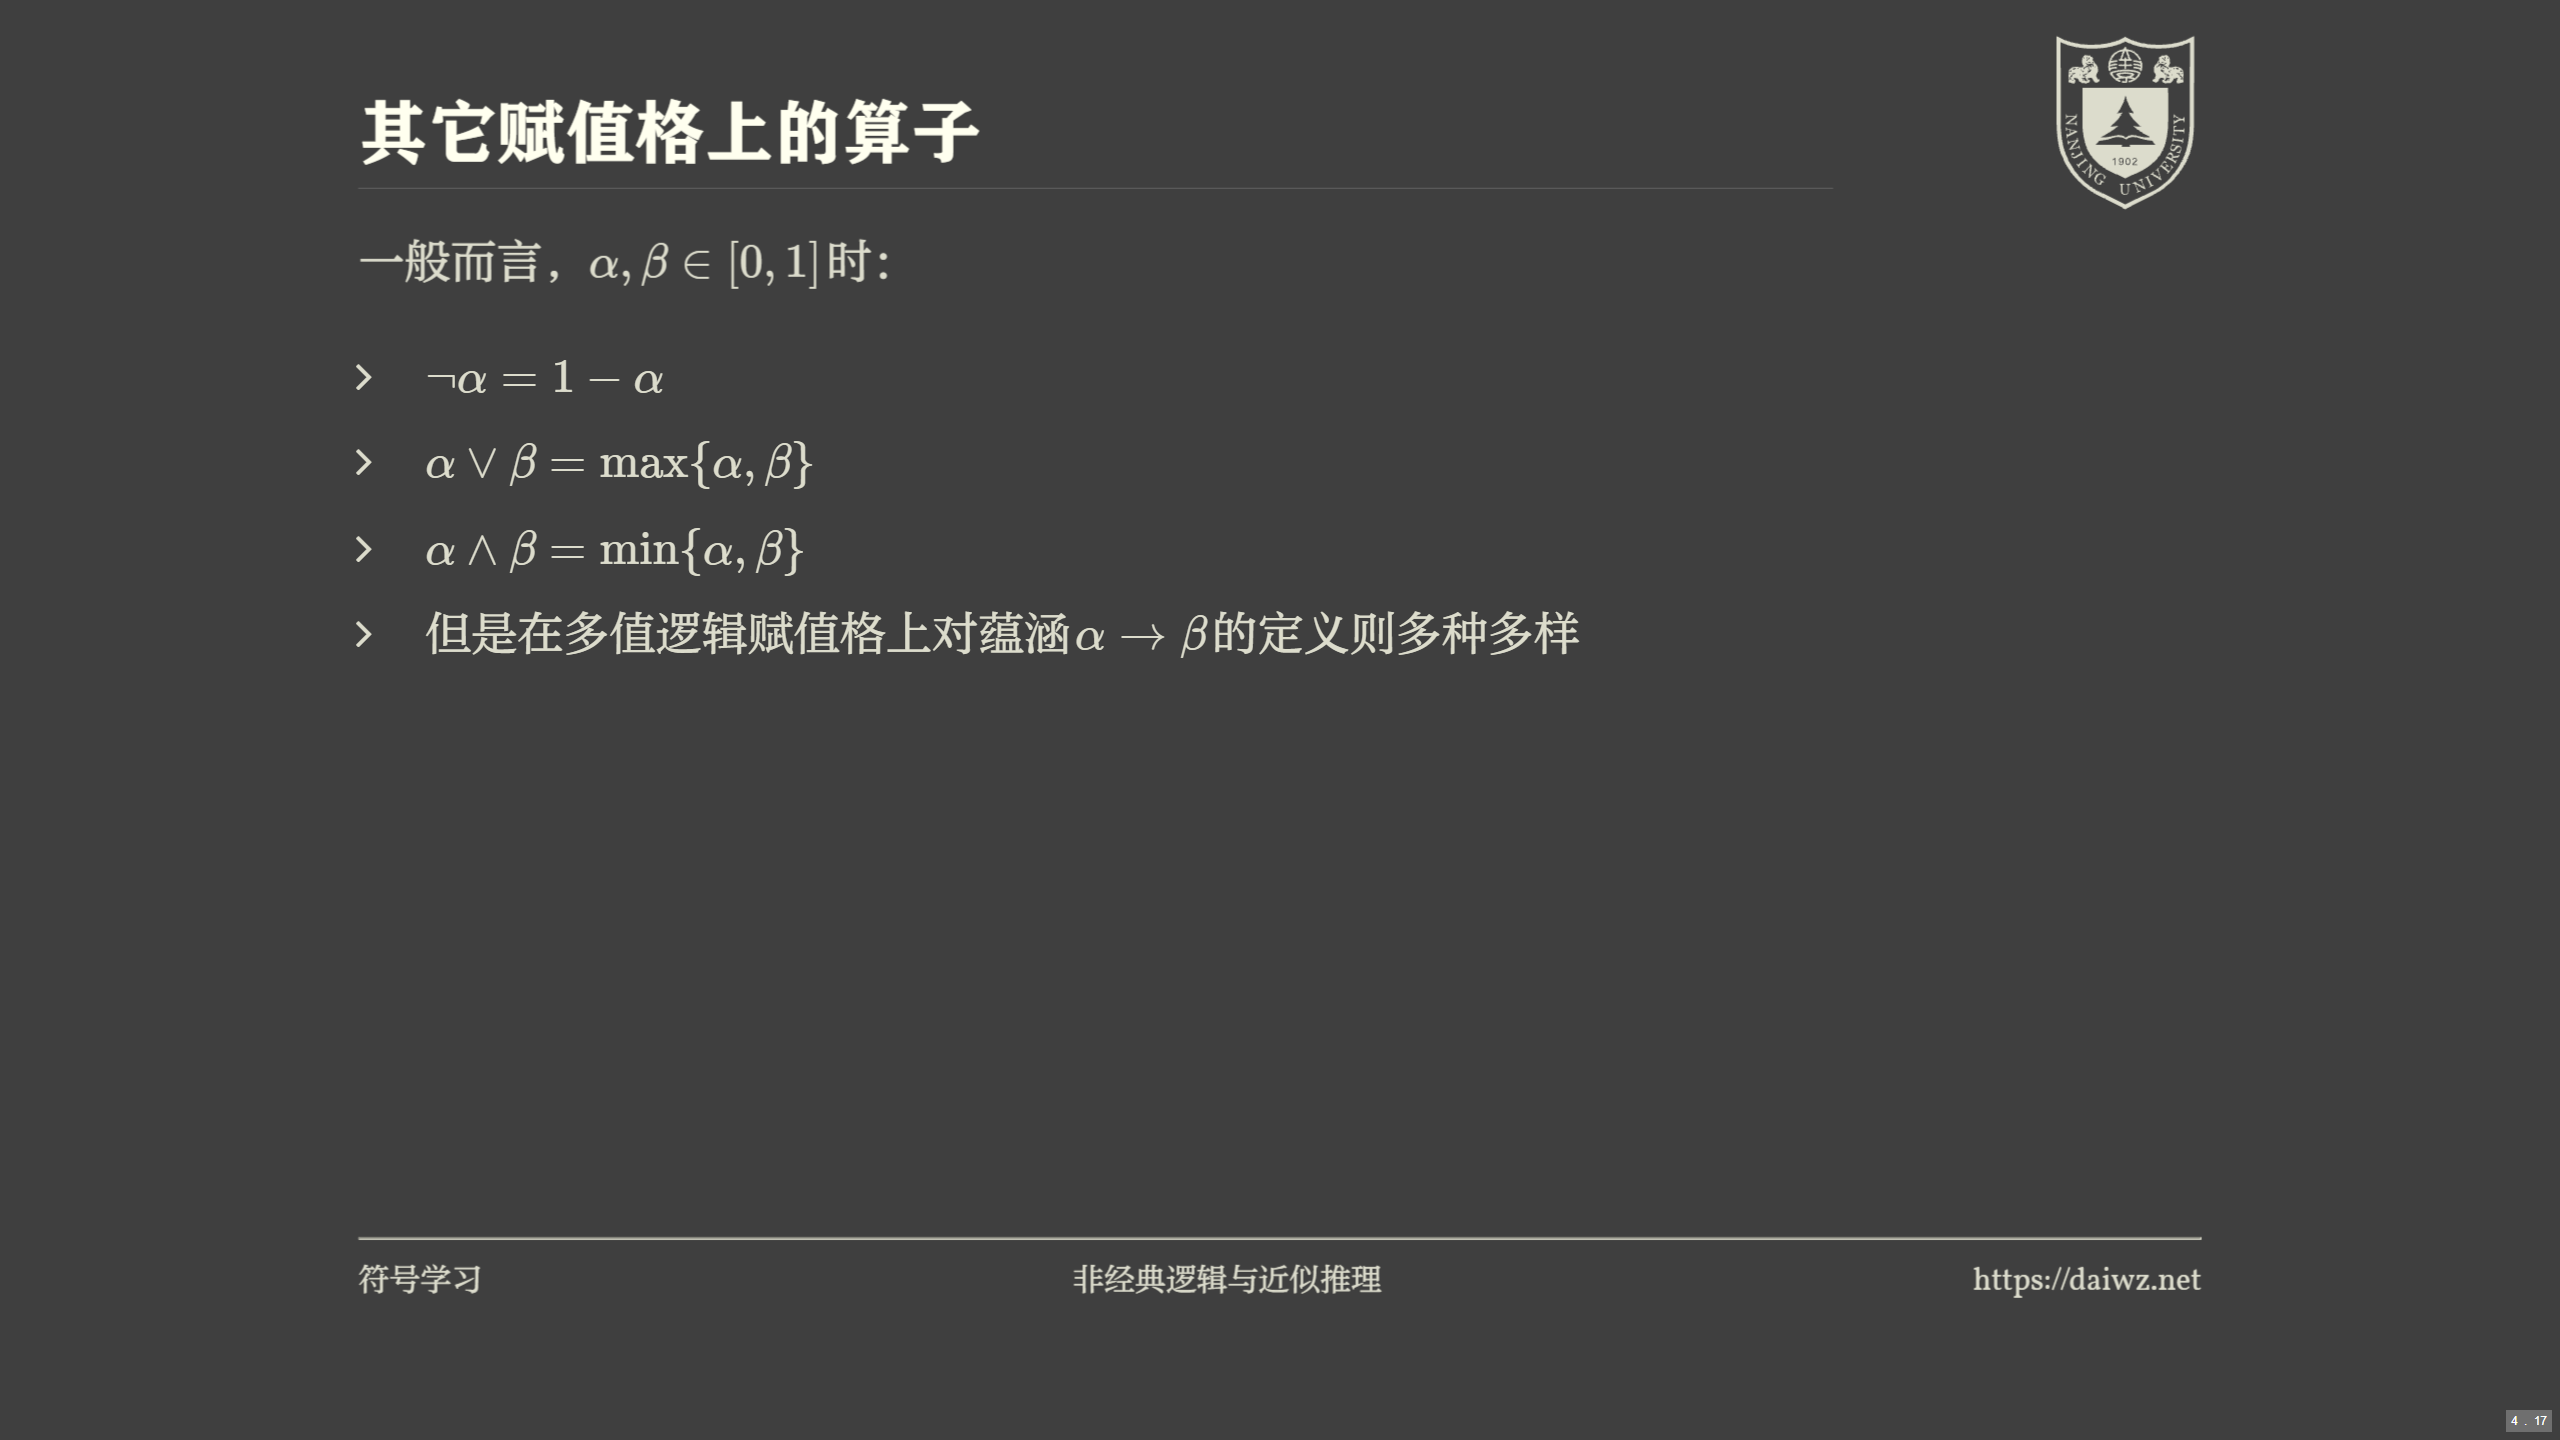 其它赋值格上的算子
NANJING UNIVERSITY
1902
一般而言，α, β ∈ [0, 1]时：
¬α = 1 − α
α ∨ β = max{α, β}
α ∧ β = min{α, β}
但是在多值逻辑赋值格上对蕴涵α → β的定义则多种多样
符号学习
非经典逻辑与近似推理
https://daiwz.net
4 . 17